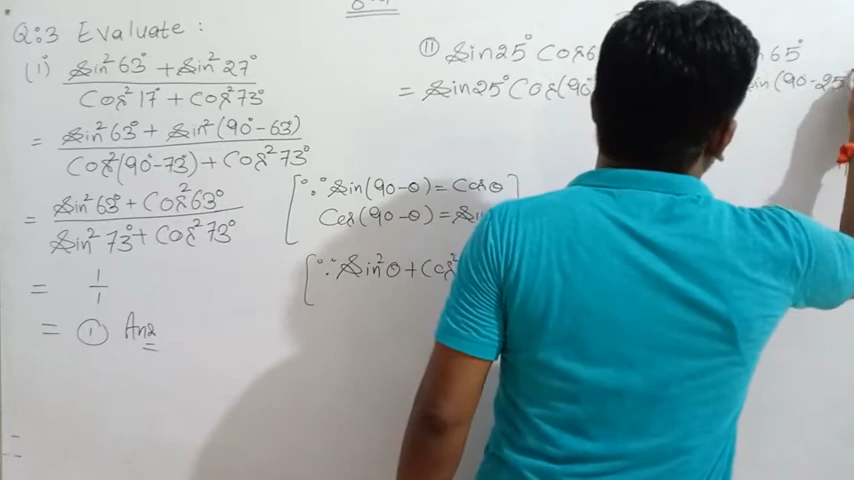 Q:3 Evaluate:
(i) sin²63° + sin²27° / cos²17° + cos²73°
= sin²63° + sin²(90°-63) / cos²(90°-73) + cos²73°
= sin²63° + cos²63° / sin²73° + cos²73°
= 1/1
= ① Ans
[∵ sin(90-θ) = cosθ]
cos(90-θ) =
[∵ sin²θ + cos²
(ii) sin25° cos6 in 65°
= sin25° cos(90° in (90-25°